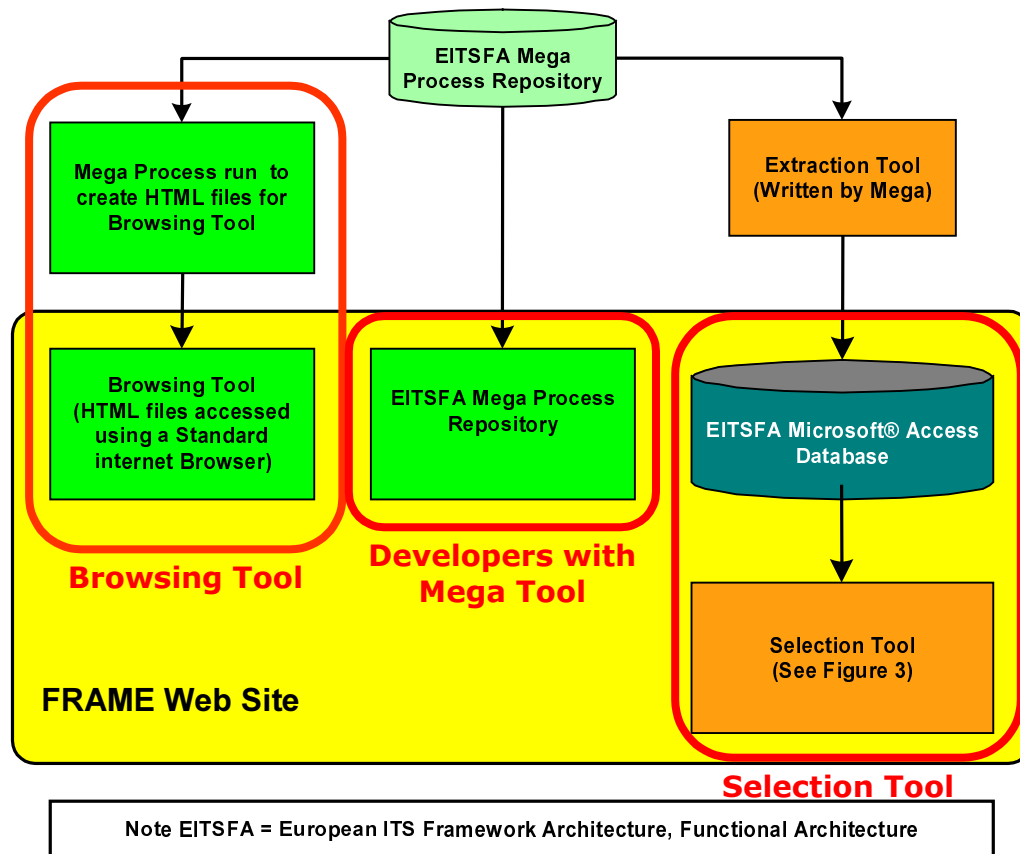 EITSFA Mega
Process Repository
Mega Process run to
create HTML files for
Browsing Tool
Extraction Tool
(Written by Mega)
Browsing Tool
(HTML files accessed
using a Standard
internet Browser)
EITSFA Mega Process
Repository
EITSFA Microsoft® Access
Database
Browsing Tool
Developers with
Mega Tool
Selection Tool
(See Figure 3)
FRAME Web Site
Selection Tool
Note EITSFA = European ITS Framework Architecture, Functional Architecture